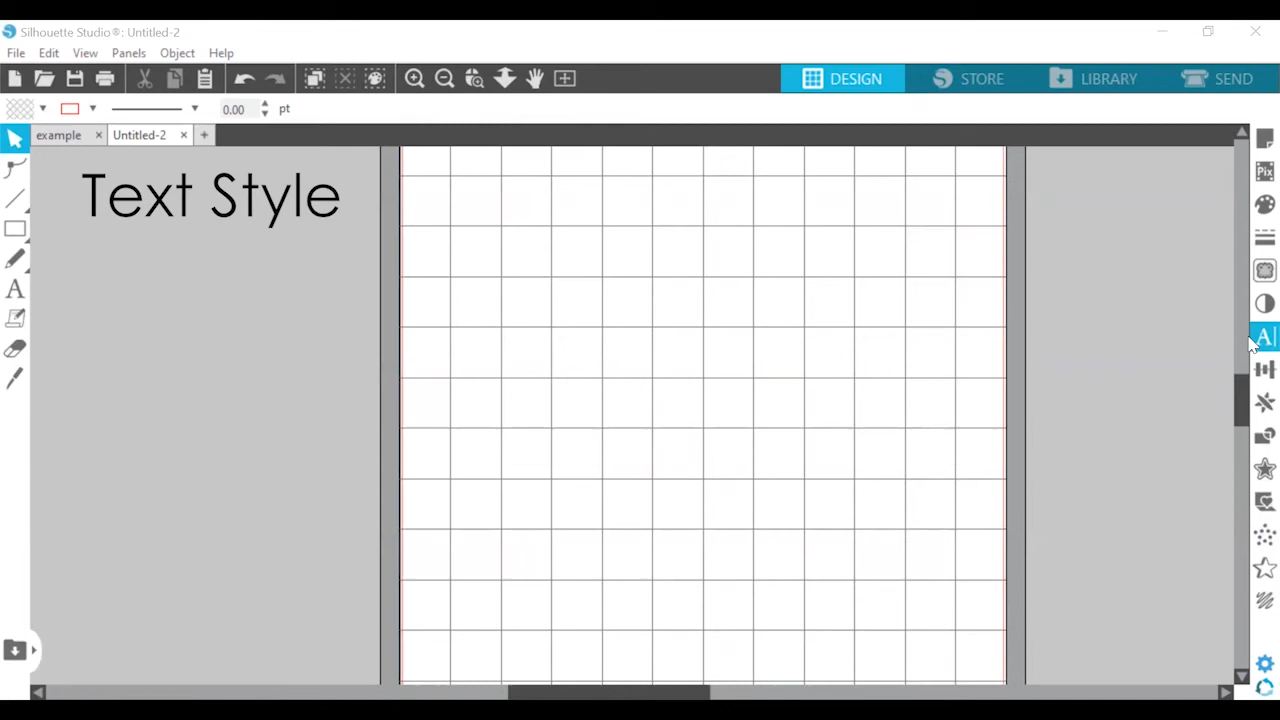 Silhouette Studio®: Untitled-2
File Edit View Panels Object Help
DESIGN STORE LIBRARY SEND
0.00 pt
example Untitled-2
Text Style
Pix
A
A